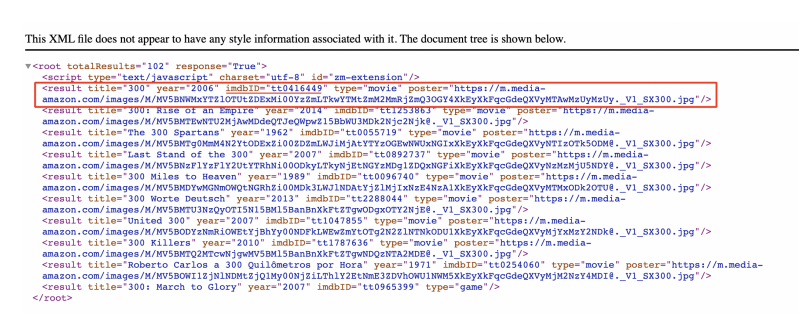 This XML file does not appear to have any style information associated with it. The document tree is shown below.
▼<root totalResults="102" response="True">
<script type="text/javascript" charset="utf-8" id="zm-extension"/>
<result title="300" year="2006" imdbID="tt0416449" type="movie" poster="https://m.media-
amazon.com/images/M/MV5BNWMxYTZlOTUtZDExMi00YzZmLTkwYTMtZmM2MmRjZmQ3OGY4XkEyXkFqcGdeQXVyMTAwMzUyMzUy._V1_SX300.jpg"/>
<result title="300: Rise of an Empire" year="2014" imdbID="tt1253863" type="movie" poster="https://m.media-
amazon.com/images/M/MV5BMTEwNTU2MjAwMDdeQTJeQWpwZl5BbWU3MDk2Njc2Njk@._V1_SX300.jpg"/>
<result title="The 300 Spartans" year="1962" imdbID="tt0055719" type="movie" poster="https://m.media-
amazon.com/images/M/MV5BMTg0MmM4N2YtODExZi00ZDZmLWJiMjAtYTYzOGEwNWUxNGIxXkEyXkFqcGdeQXVyNTIzOTk5ODM@._V1_SX300.jpg"/>
<result title="Last Stand of the 300" year="2007" imdbID="tt0892737" type="movie" poster="https://m.media-
amazon.com/images/M/MV5BNzFlYzFlY2UtYTRhNi00ODkyLTkyNjEtNGYzMDg1ZDQxNGFiXkEyXkFqcGdeQXVyNzMzMjU5NDY@._V1_SX300.jpg"/>
<result title="300 Miles to Heaven" year="1989" imdbID="tt0096740" type="movie" poster="https://m.media-
amazon.com/images/M/MV5BMDYwMGNmOWQtNGRhZi00MDk3LWJlNDAtYjZlMjIxNzE4NzA1XkEyXkFqcGdeQXVyMTMxODk2OTU@._V1_SX300.jpg"/>
<result title="300 Worte Deutsch" year="2013" imdbID="tt2288044" type="movie" poster="https://m.media-
amazon.com/images/M/MV5BMTU3NzQyOTI5Nl5BMl5BanBnXkFtZTgwODgxOTY2NjE@._V1_SX300.jpg"/>
<result title="United 300" year="2007" imdbID="tt1047855" type="movie" poster="https://m.media-
amazon.com/images/M/MV5BODYzNmRiOWEtYjBhYy00NDFkLWEwZmYtOTg2N2ZlNTNkODU1XkEyXkFqcGdeQXVyMjYxMzY2NDk@._V1_SX300.jpg"/>
<result title="300 Killers" year="2010" imdbID="tt1787636" type="movie" poster="https://m.media-
amazon.com/images/M/MV5BMTQ2MTcwNjgwMV5BMl5BanBnXkFtZTgwNDQzNTA2MDE@._V1_SX300.jpg"/>
<result title="Roberto Carlos a 300 Quilômetros por Hora" year="1971" imdbID="tt0254060" type="movie" poster="https://m.media-
amazon.com/images/M/MV5BOWI1ZjNlNDMtZjQ1My00NjZiLThlY2EtNmE3ZDVhOWU1NWM5XkEyXkFqcGdeQXVyMjM2NzY4MDI@._V1_SX300.jpg"/>
<result title="300: March to Glory" year="2007" imdbID="tt0965399" type="game"/>
</root>